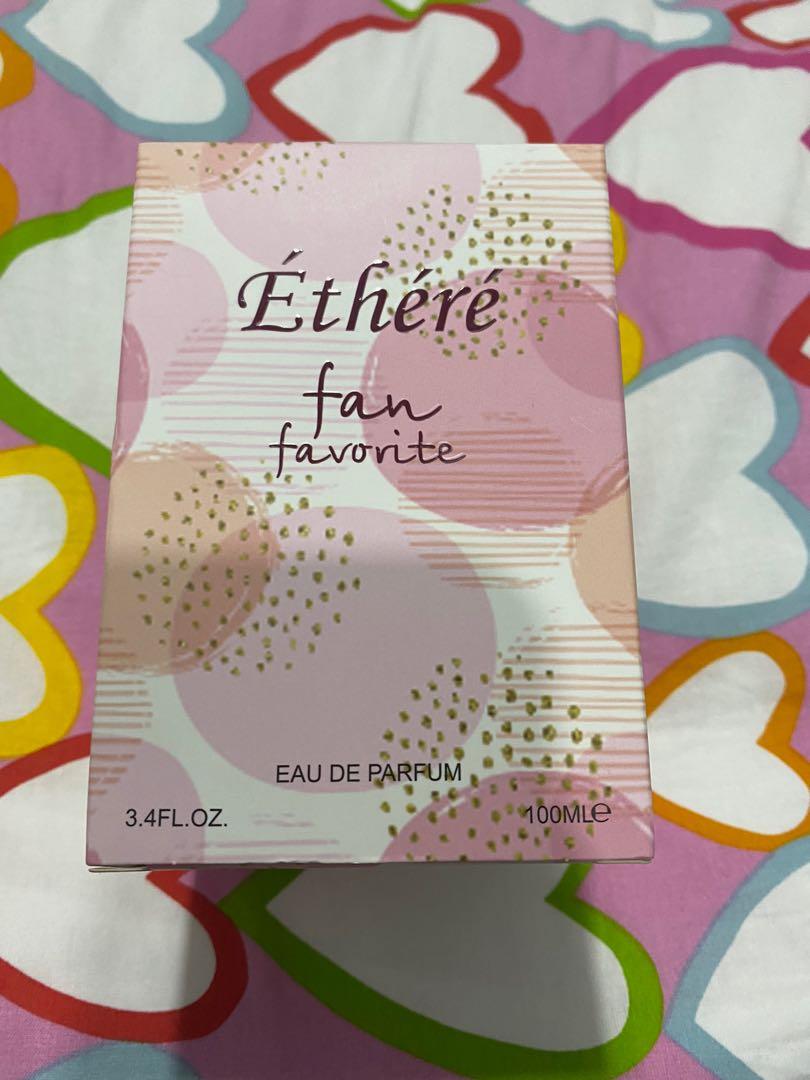 Éthéré
fan
favorite
EAU DE PARFUM
3.4FL.OZ.
100ML℮